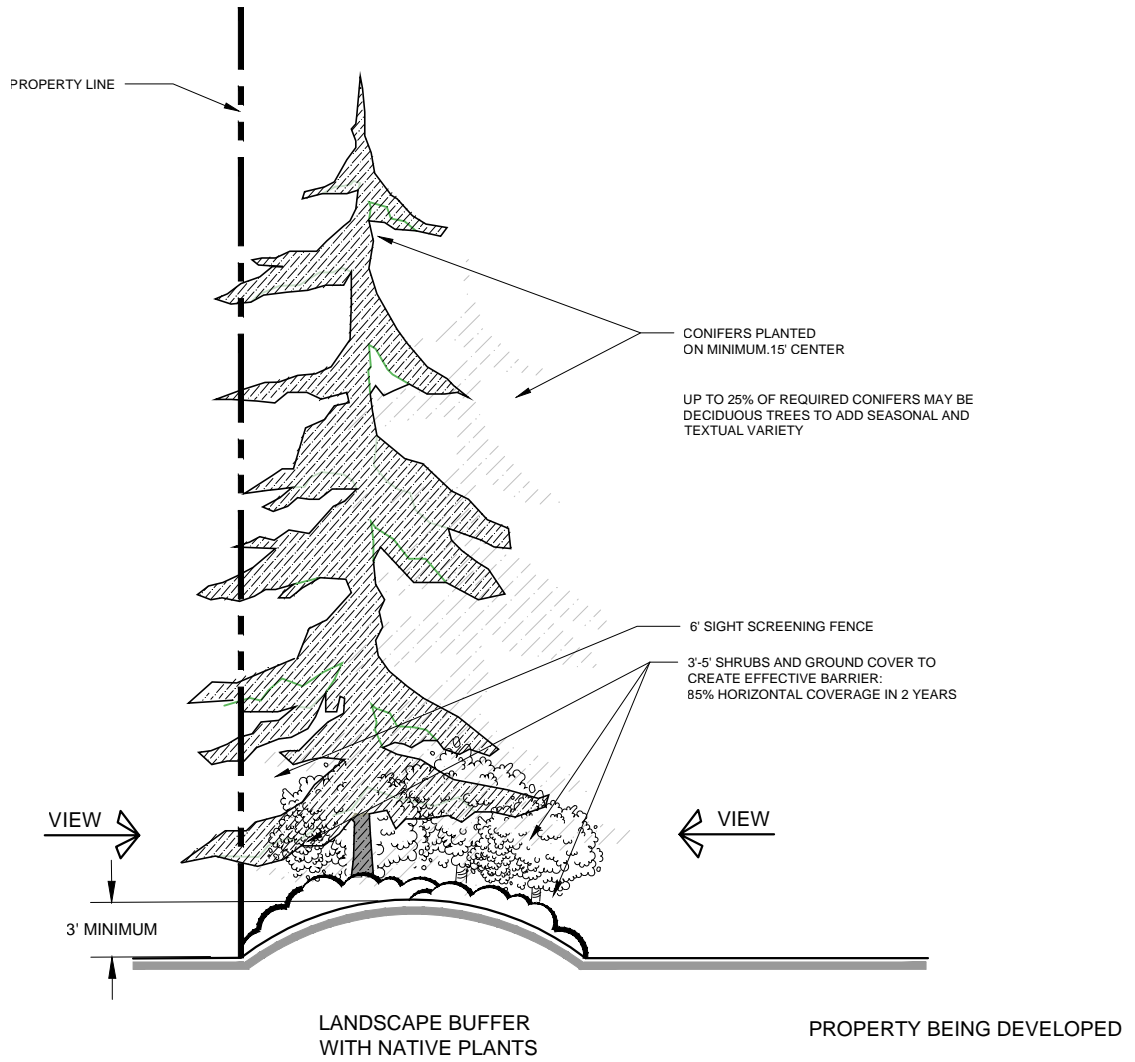 PROPERTY LINE
CONIFERS PLANTED
ON MINIMUM.15' CENTER
UP TO 25% OF REQUIRED CONIFERS MAY BE
DECIDUOUS TREES TO ADD SEASONAL AND
TEXTUAL VARIETY
6' SIGHT SCREENING FENCE
3'-5' SHRUBS AND GROUND COVER TO
CREATE EFFECTIVE BARRIER:
85% HORIZONTAL COVERAGE IN 2 YEARS
VIEW
VIEW
3' MINIMUM
LANDSCAPE BUFFER
WITH NATIVE PLANTS
PROPERTY BEING DEVELOPED